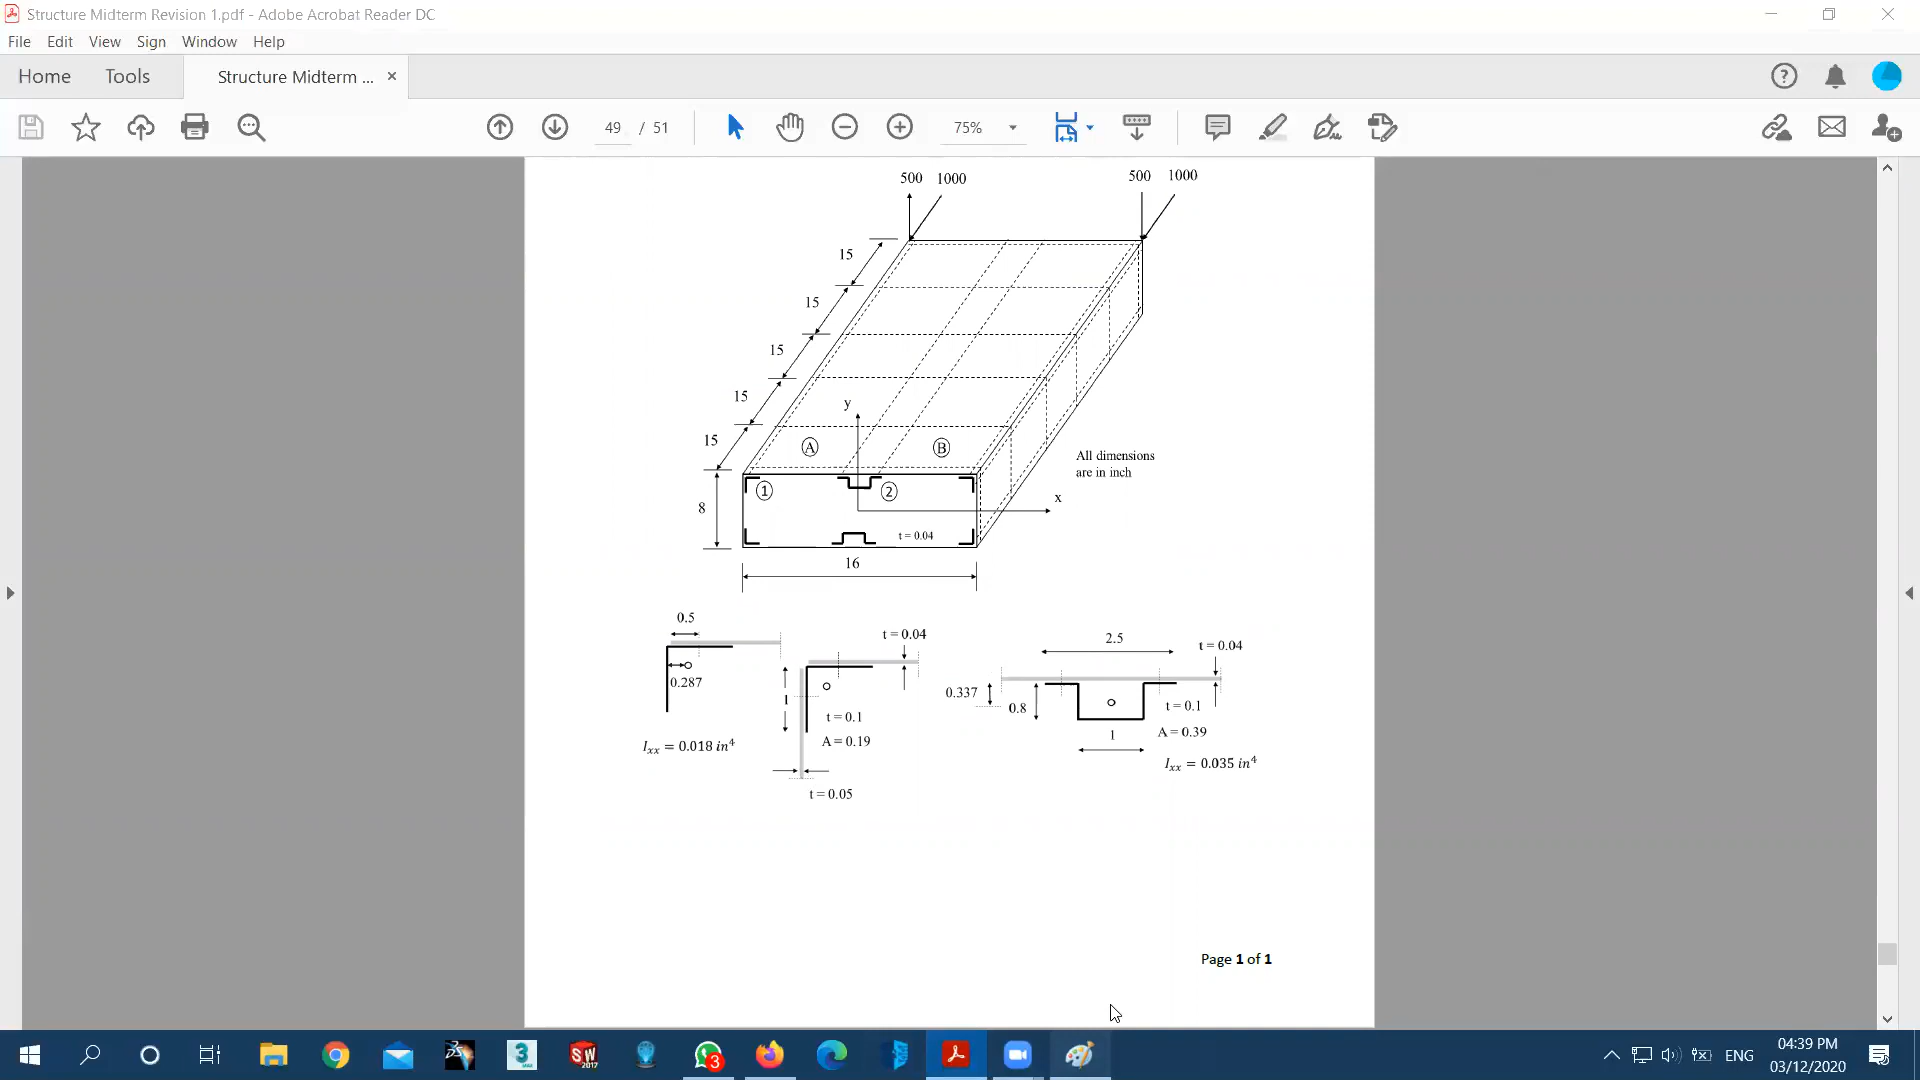 Structure Midterm Revision 1.pdf - Adobe Acrobat Reader DC
File Edit View Sign Window Help
Home Tools Structure Midterm ... ×
49 / 51 75%
500 1000 500 1000
15
15
15
15
15
y
A B
All dimensions
are in inch
1 2
x
8
t = 0.04
16
0.5
t = 0.04
2.5
t = 0.04
0.287
0.337
0.8
1
t = 0.1
A = 0.19
t = 0.1
1
A = 0.39
Ixx = 0.018 in⁴
Ixx = 0.035 in⁴
t = 0.05
Page 1 of 1
3
SW
2017
3
ENG
04:39 PM
03/12/2020